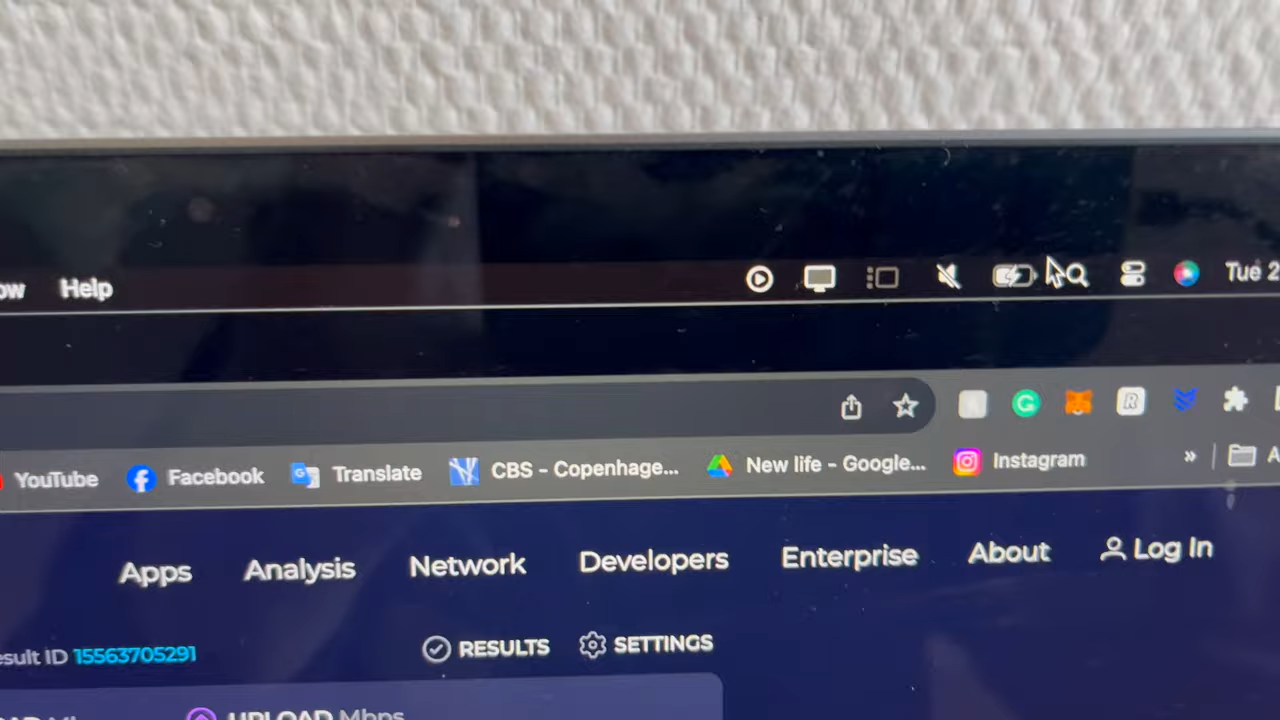 Help
Tue 2
YouTube Facebook Translate CBS - Copenhage... New life - Google... Instagram »
Apps Analysis Network Developers Enterprise About Log In
RESULTS SETTINGS
ID 15563705291
UPLOAD Mbps